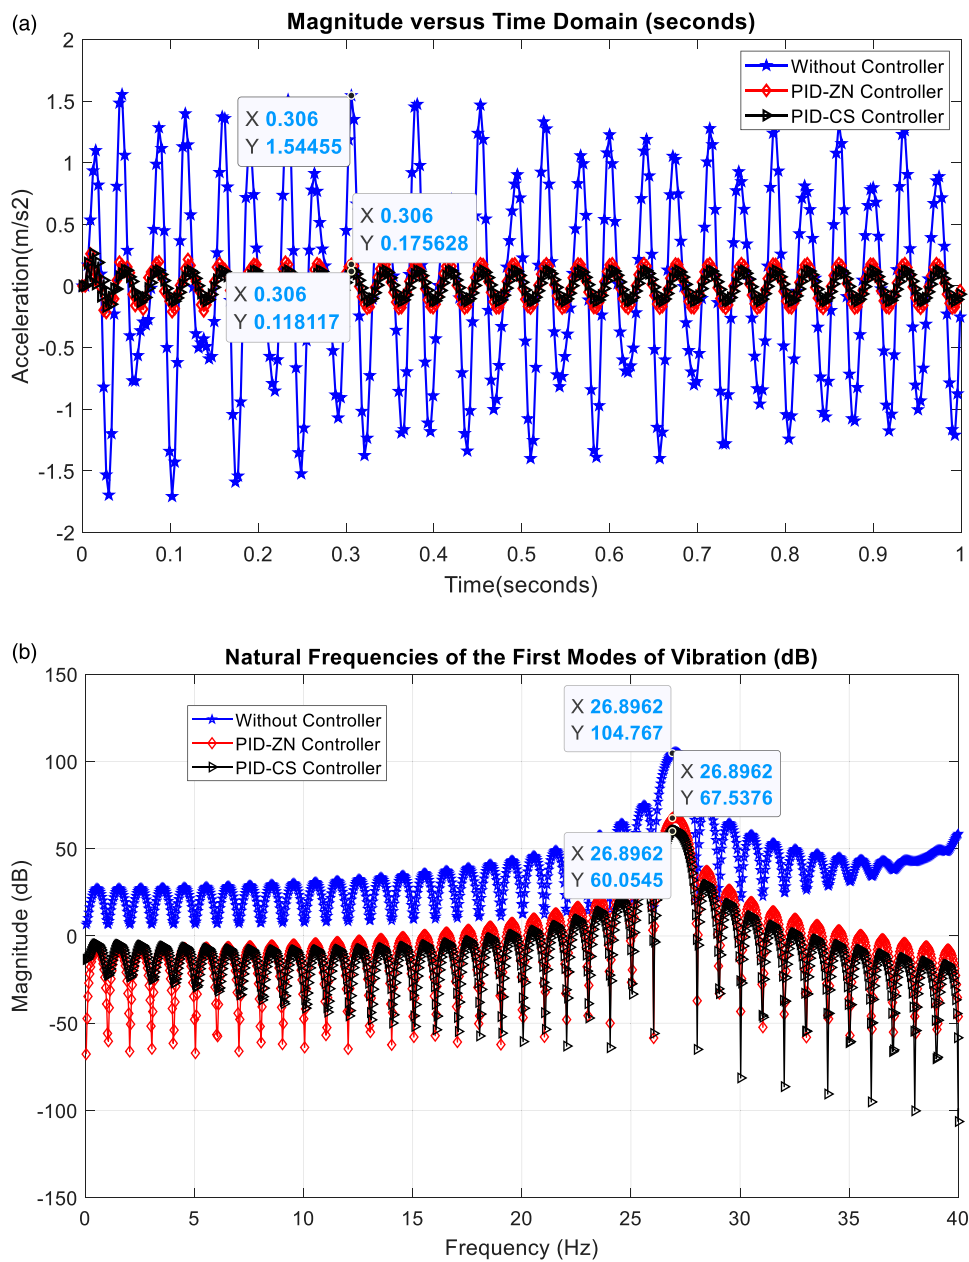 (a)
Magnitude versus Time Domain (seconds)
2
1.5
1
0.5
0
-0.5
-1
-1.5
-2
Accleration(m/s2)
Without Controller
PID-ZN Controller
PID-CS Controller
X 0.306
Y 1.54455
X 0.306
Y 0.175628
X 0.306
Y 0.118117
0 0.1 0.2 0.3 0.4 0.5 0.6 0.7 0.8 0.9 1
Time(seconds)
(b)
Natural Frequencies of the First Modes of Vibration (dB)
150
100
50
0
-50
-100
-150
Magnitude (dB)
Without Controller
PID-ZN Controller
PID-CS Controller
X 26.8962
Y 104.767
X 26.8962
Y 67.5376
X 26.8962
Y 60.0545
0 5 10 15 20 25 30 35 40
Frequency (Hz)